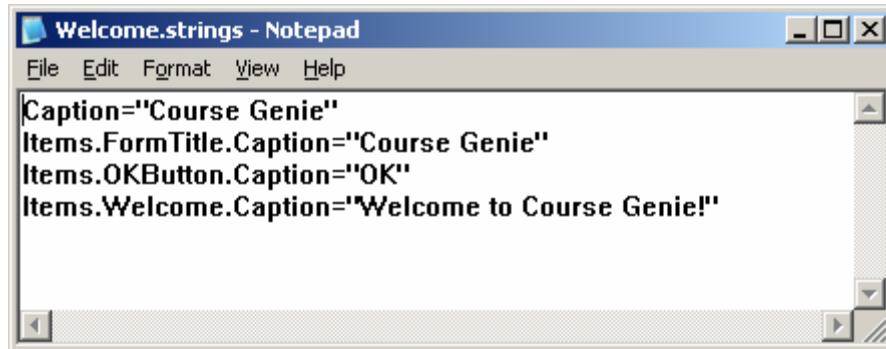 Welcome.strings - Notepad
File Edit Format View Help
Caption="Course Genie"
Items.FormTitle.Caption="Course Genie"
Items.OKButton.Caption="OK"
Items.Welcome.Caption="Welcome to Course Genie!"